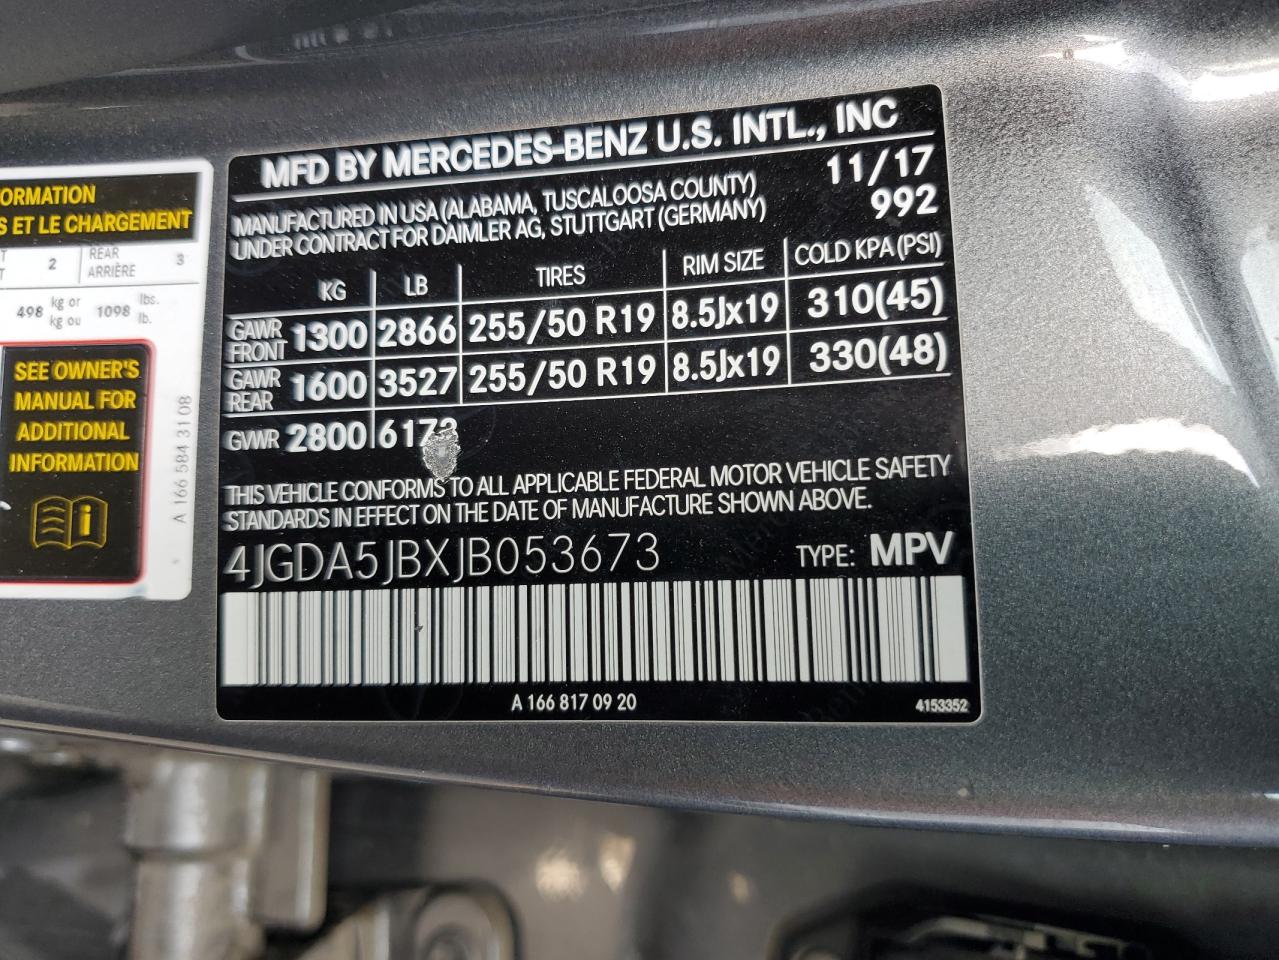 ORMATION
S ET LE CHARGEMENT
2 REAR ARRIÈRE 3
498 kg or kg ou 1098 lbs. lb.
SEE OWNER'S
MANUAL FOR
ADDITIONAL
INFORMATION
A 166 584 3108
MFD BY MERCEDES-BENZ U.S. INTL., INC
MANUFACTURED IN USA (ALABAMA, TUSCALOOSA COUNTY) 11/17
UNDER CONTRACT FOR DAIMLER AG, STUTTGART (GERMANY) 992
KG LB TIRES RIM SIZE COLD KPA (PSI)
GAWR FRONT 1300 2866 255/50 R19 8.5Jx19 310(45)
GAWR REAR 1600 3527 255/50 R19 8.5Jx19 330(48)
GVWR 2800 6173
THIS VEHICLE CONFORMS TO ALL APPLICABLE FEDERAL MOTOR VEHICLE SAFETY
STANDARDS IN EFFECT ON THE DATE OF MANUFACTURE SHOWN ABOVE.
4JGDA5JBXJB053673 TYPE: MPV
A 166 817 09 20
4153352